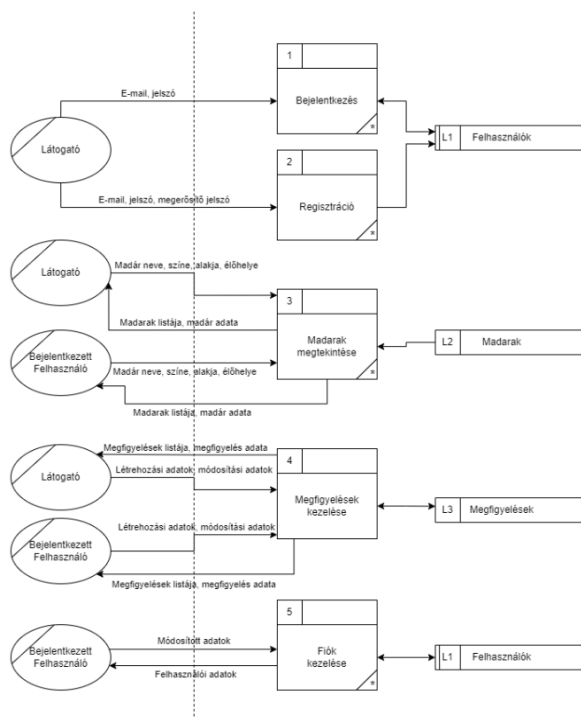 1
E-mail, jelszó
Bejelentkezés
*
Látogató
L1
Felhasználók
2
E-mail, jelszó, megerősítő jelszó
Regisztráció
*
Látogató
Madár neve, színe, alakja, élőhelye
3
Madarak listája, madár adata
Madarak
megtekintése
L2
Madarak
Bejelentkezett
Felhasználó
Madár neve, színe, alakja, élőhelye
*
Madarak listája, madár adata
Megfigyelések listája, megfigyelés adata
4
Látogató
Létrehozási adatok, módosítási adatok
Megfigyelések
kezelése
L3
Megfigyelések
Létrehozási adatok, módosítási adatok
Bejelentkezett
Felhasználó
Megfigyelések listája, megfigyelés adata
5
Módosított adatok
Bejelentkezett
Felhasználó
Fiók
kezelése
L1
Felhasználók
Felhasználói adatok
*